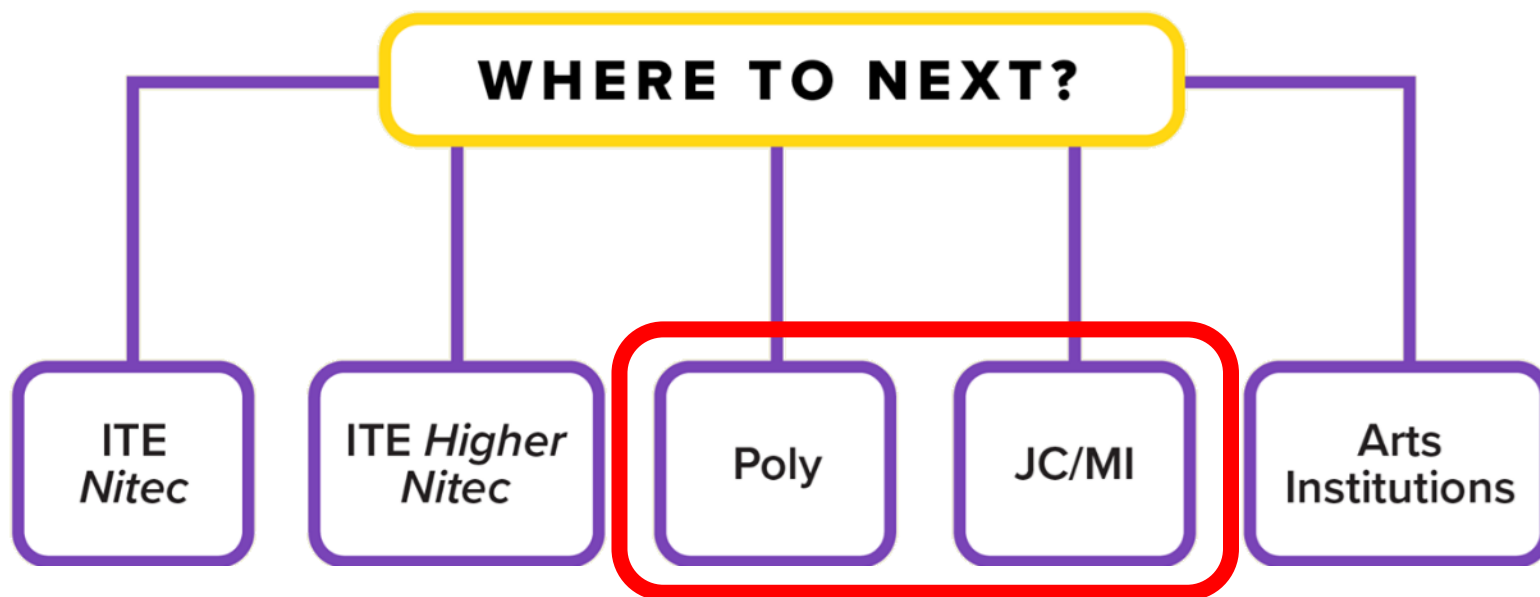 WHERE TO NEXT?
ITE
Nitec
ITE Higher
Nitec
Poly
JC/MI
Arts
Institutions